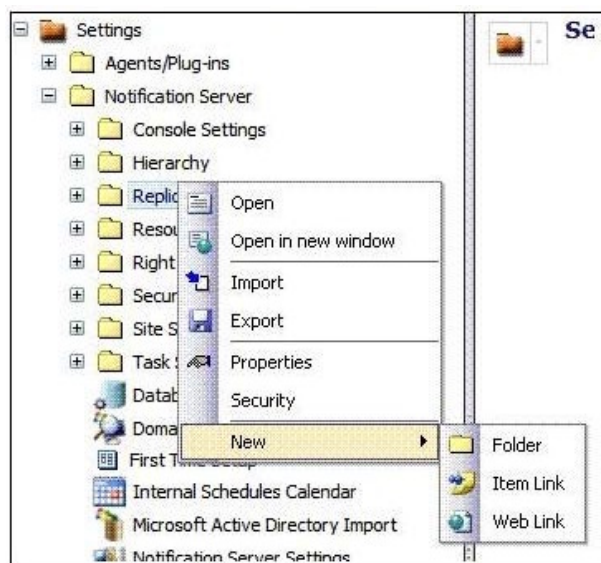 Settings
Se
Agents/Plug-ins
Notification Server
Console Settings
Hierarchy
Replic
Open
Resou
Open in new window
Right
Import
Secur
Export
Site S
Task S
Properties
Datab
Security
Doma
New
Folder
First Time Setup
Item Link
Internal Schedules Calendar
Web Link
Microsoft Active Directory Import
Notification Server Settings